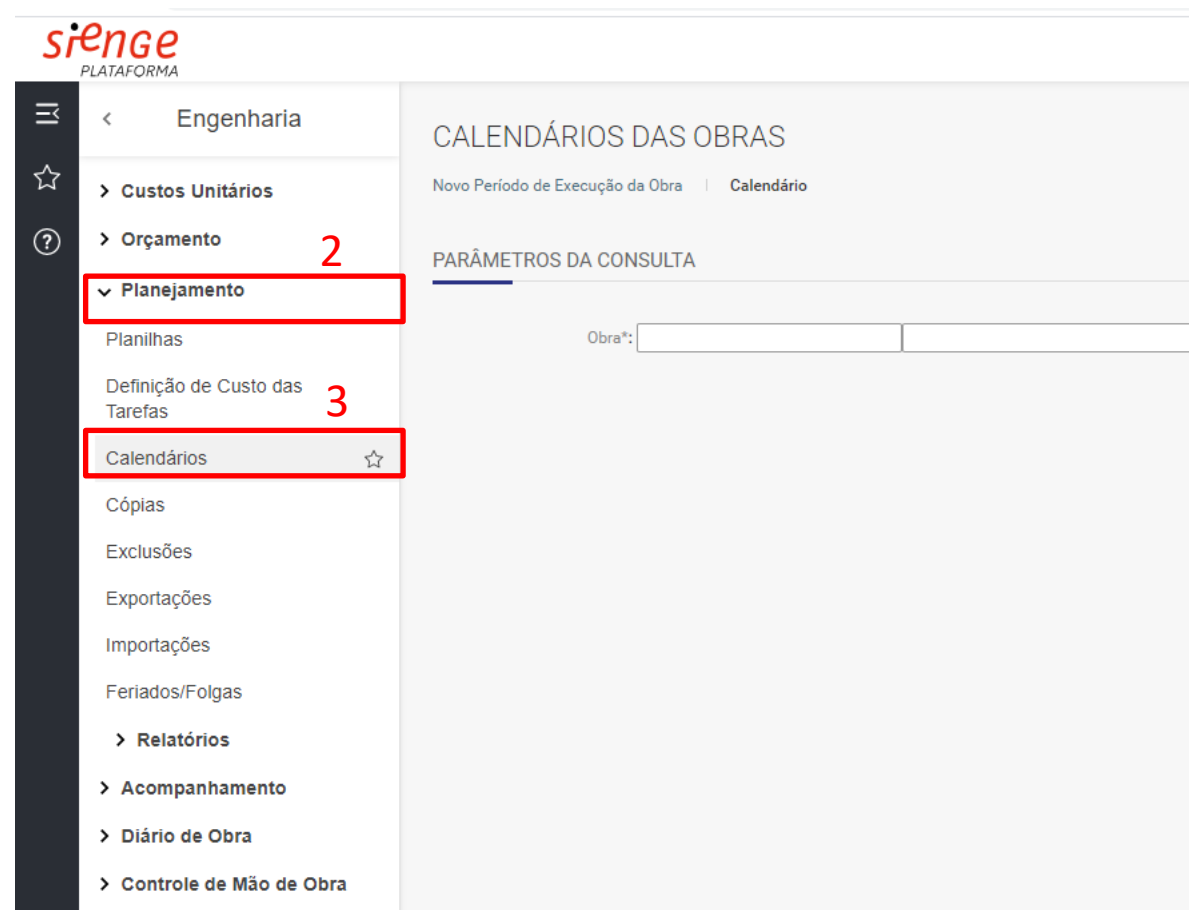 sienge
PLATAFORMA
Engenharia
Custos Unitários
Orçamento
2
Planejamento
Planilhas
Definição de Custo das
Tarefas
3
Calendários
Cópias
Exclusões
Exportações
Importações
Feriados/Folgas
Relatórios
Acompanhamento
Diário de Obra
Controle de Mão de Obra
CALENDÁRIOS DAS OBRAS
Novo Período de Execução da Obra | Calendário
PARÂMETROS DA CONSULTA
Obra*: